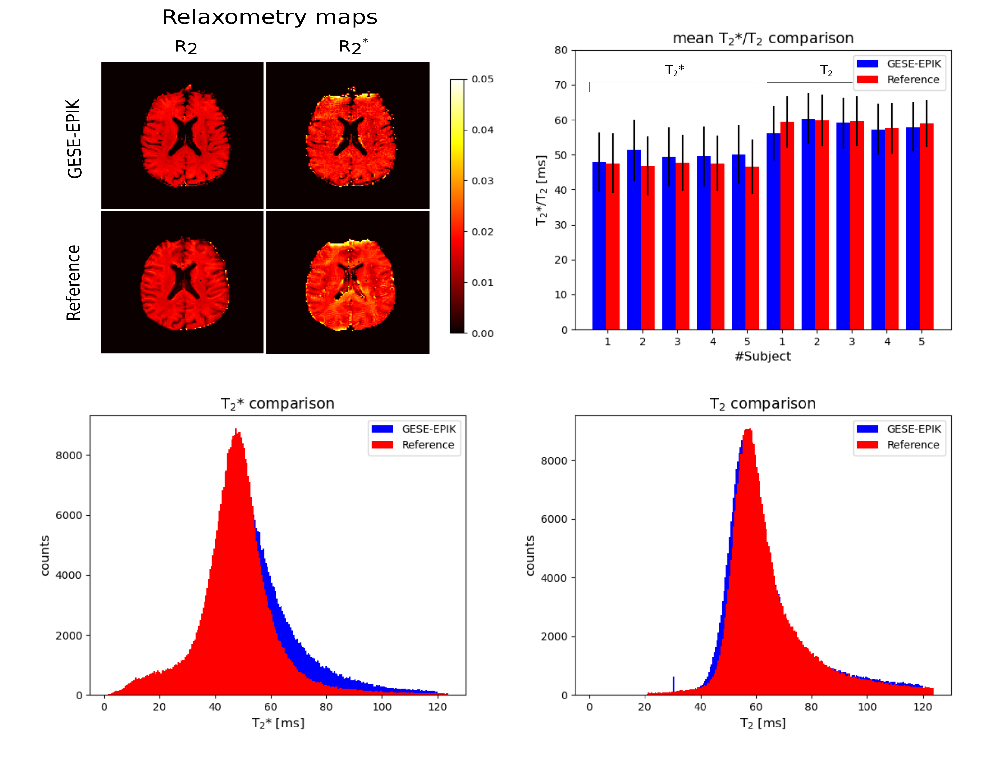 Relaxometry maps
R2 R2*
GESE-EPIK
Reference
0.05
0.04
0.03
0.02
0.01
0.00
mean T2*/T2 comparison
GESE-EPIK
Reference
T2* T2
T2*/T2 [ms]
80
70
60
50
40
30
20
10
0
1 2 3 4 5 1 2 3 4 5
#Subject
T2* comparison
GESE-EPIK
Reference
counts
8000
6000
4000
2000
0
0 20 40 60 80 100 120
T2* [ms]
T2 comparison
GESE-EPIK
Reference
counts
8000
6000
4000
2000
0
0 20 40 60 80 100 120
T2 [ms]